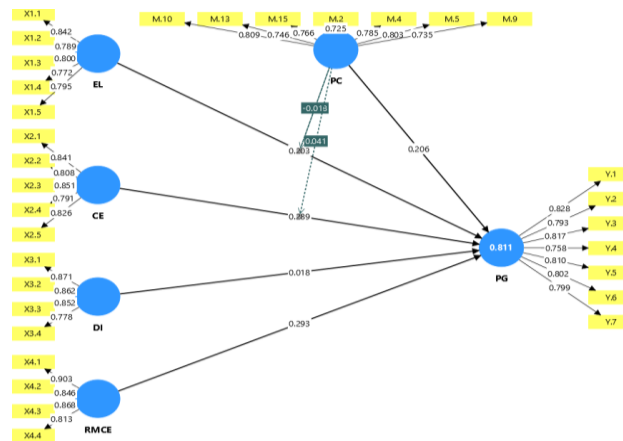 M.10 M.13 M.15 M.2 M.4 M.5 M.9
0.809 0.746 0.766 0.725 0.785 0.803 0.735
PC
X1.1
X1.2
X1.3
X1.4
X1.5
0.842
0.789
0.800
0.772
0.795
EL
-0.018
0.041
0.203
0.206
X2.1
X2.2
X2.3
X2.4
X2.5
0.841
0.808
0.851
0.791
0.826
CE
0.289
X3.1
X3.2
X3.3
X3.4
0.871
0.862
0.852
0.778
DI
0.018
X4.1
X4.2
X4.3
X4.4
0.903
0.846
0.868
0.813
RMCE
0.293
0.811
PG
0.828
0.793
0.817
0.758
0.810
0.802
0.799
Y.1
Y.2
Y.3
Y.4
Y.5
Y.6
Y.7